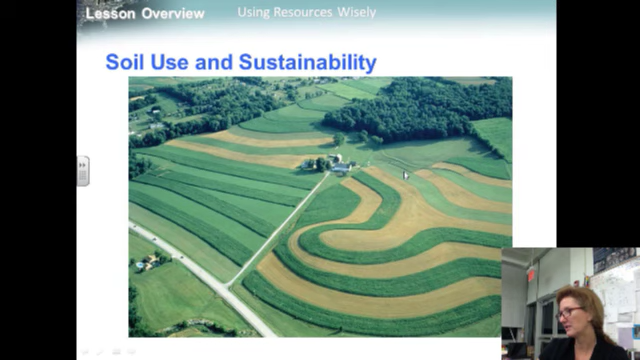 Lesson Overview
Using Resources Wisely
Soil Use and Sustainability